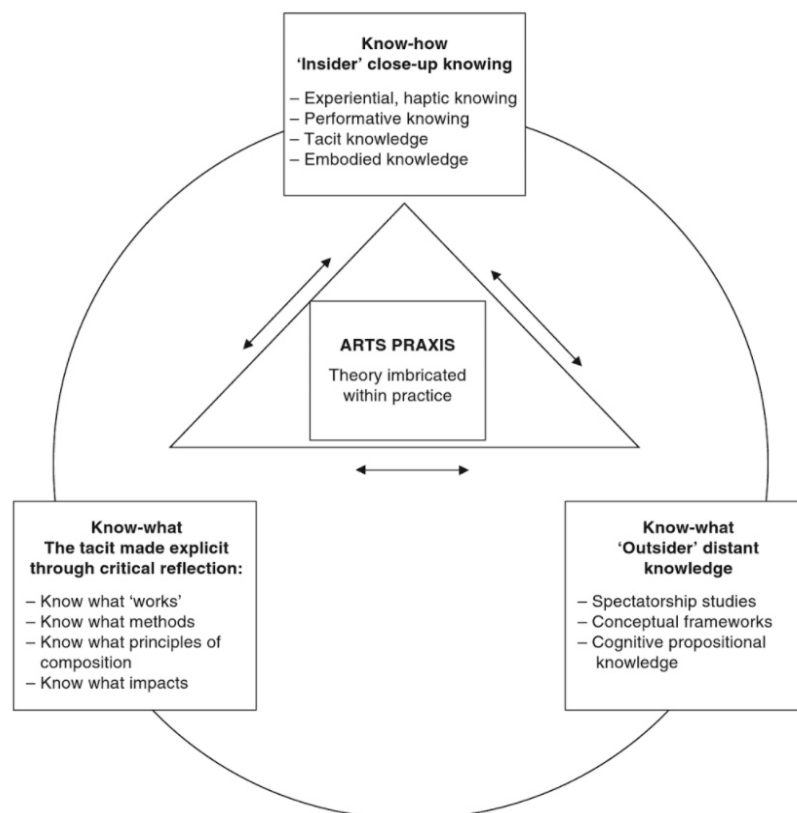 Know-how
‘Insider’ close-up knowing
– Experiential, haptic knowing
– Performative knowing
– Tacit knowledge
– Embodied knowledge
ARTS PRAXIS
Theory imbricated
within practice
Know-what
The tacit made explicit
through critical reflection:
– Know what ‘works’
– Know what methods
– Know what principles of
composition
– Know what impacts
Know-what
‘Outsider’ distant
knowledge
– Spectatorship studies
– Conceptual frameworks
– Cognitive propositional
knowledge